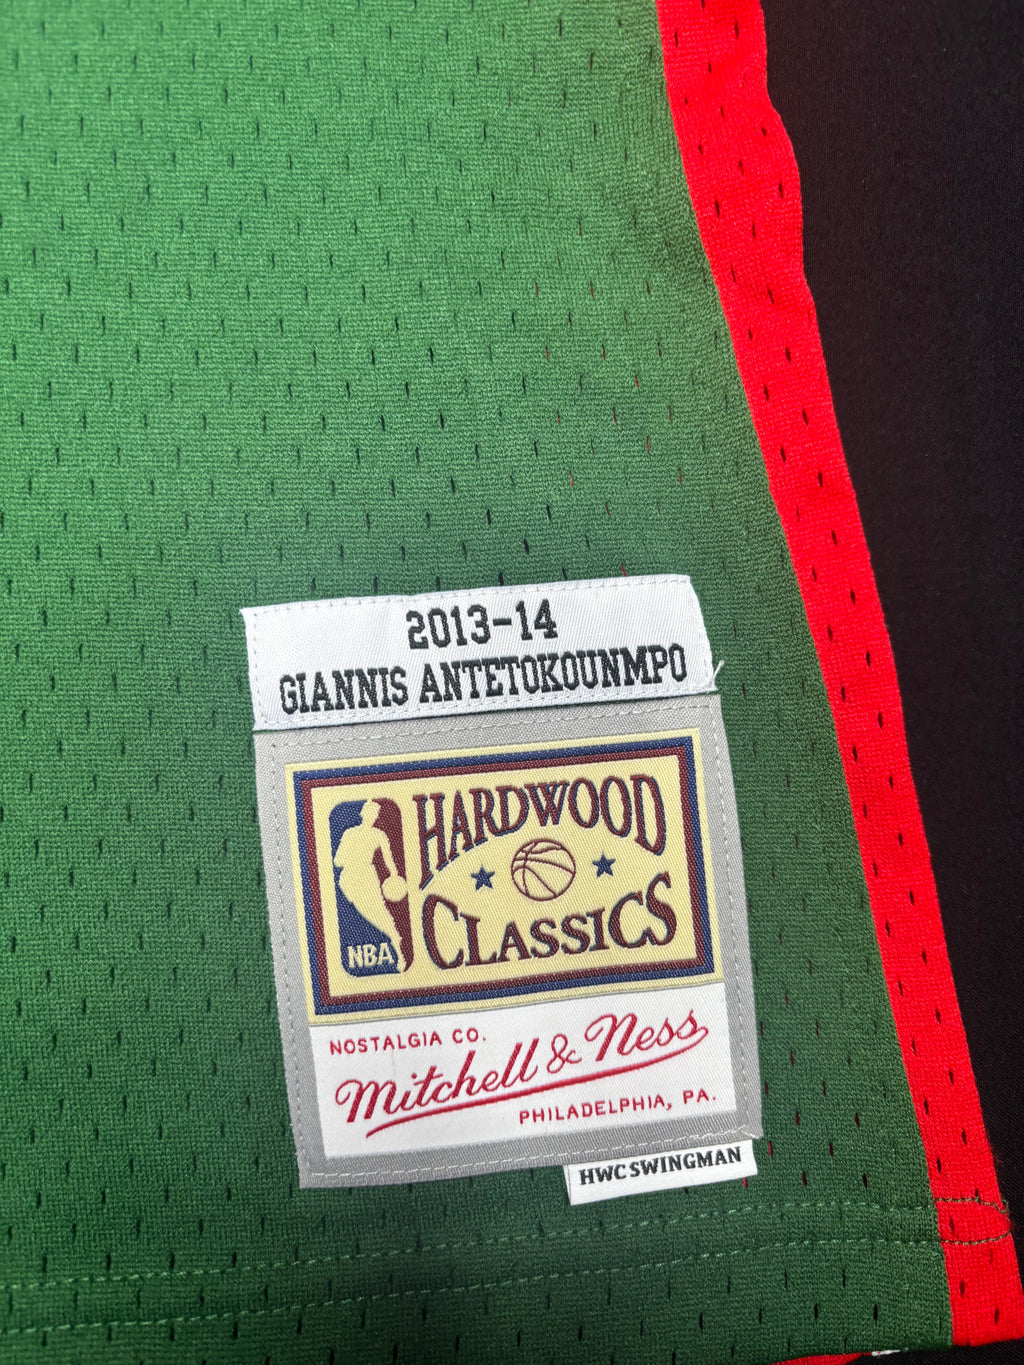 2013-14
GIANNIS ANTETOKOUNMPO
HARDWOOD
CLASSICS
NBA
NOSTALGIA CO.
Mitchell & Ness
PHILADELPHIA, PA.
HWC SWINGMAN